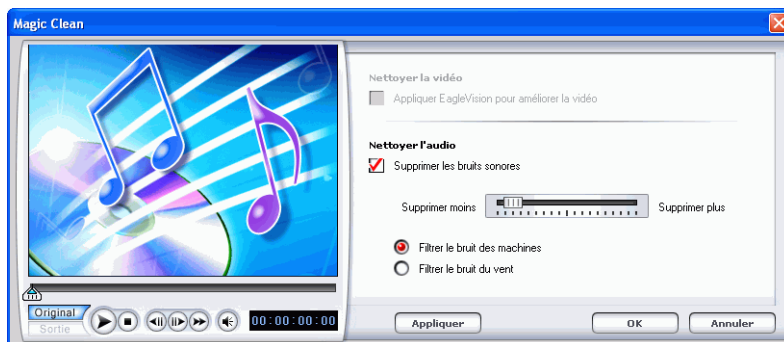 Magic Clean
Nettoyer la vidéo
Appliquer EagleVision pour améliorer la vidéo
Nettoyer l'audio
Supprimer les bruits sonores
Supprimer moins
Supprimer plus
Filtrer le bruit des machines
Filtrer le bruit du vent
Original
Sortie
00:00:00:00
Appliquer
OK
Annuler